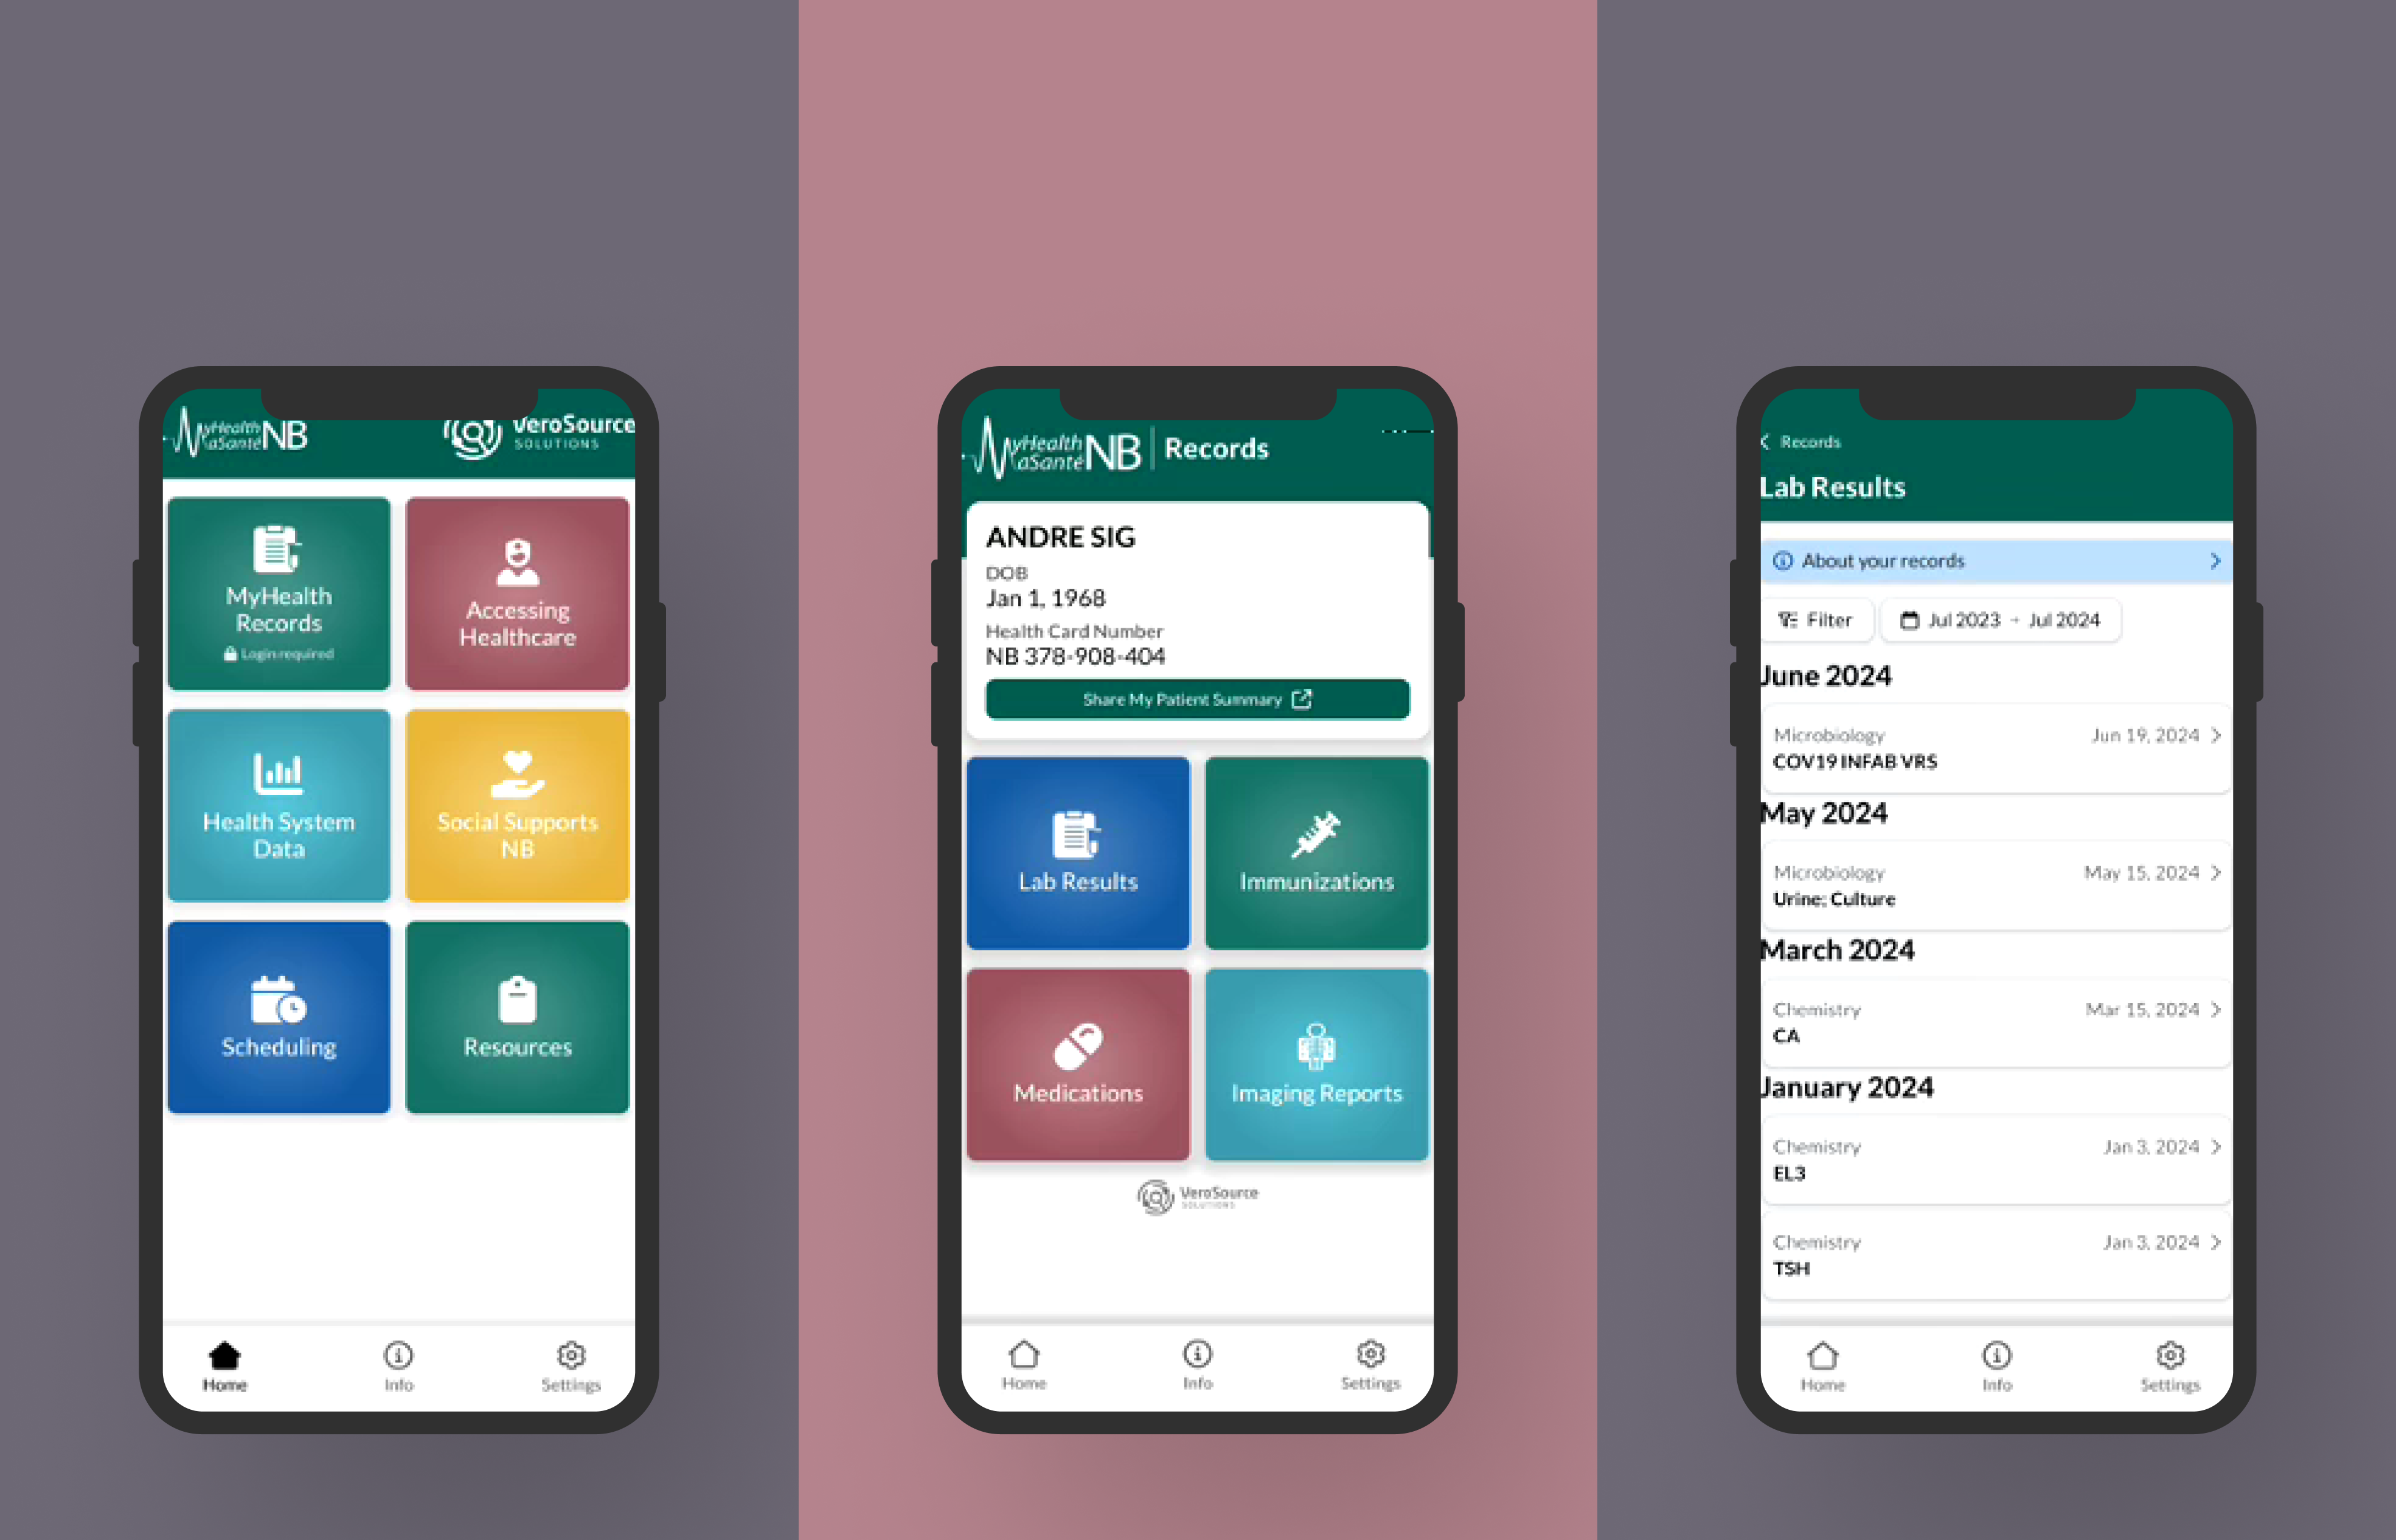 MyHealth NB
MaSanté
VeroSource
SOLUTIONS
MyHealth
Records
Login required
Accessing
Healthcare
Health System
Data
Social Supports
NB
Scheduling
Resources
Home
Info
Settings
MyHealth NB | Records
MaSanté
ANDRE SIG
DOB
Jan 1, 1968
Health Card Number
NB 378-908-404
Share My Patient Summary
Lab Results
Immunizations
Medications
Imaging Reports
VeroSource
SOLUTIONS
Home
Info
Settings
Records
Lab Results
About your records
Filter
Jul 2023 - Jul 2024
June 2024
Microbiology Jun 19, 2024
COV19 INFAB VRS
May 2024
Microbiology May 15, 2024
Urine: Culture
March 2024
Chemistry Mar 15, 2024
CA
January 2024
Chemistry Jan 3, 2024
EL3
Chemistry Jan 3, 2024
TSH
Home
Info
Settings